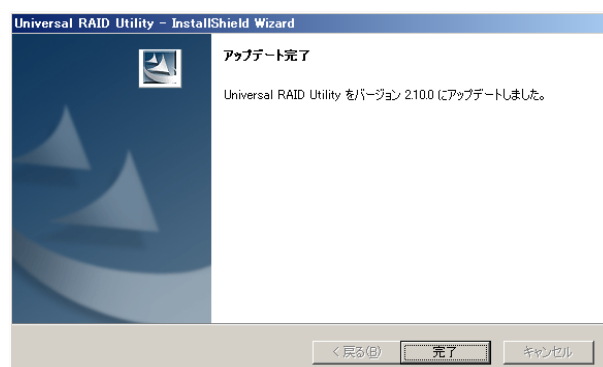 Universal RAID Utility - InstallShield Wizard
アップデート完了
Universal RAID Utility をバージョン 2.10.0 にアップデートしました。
< 戻る(B)
完了
キャンセル